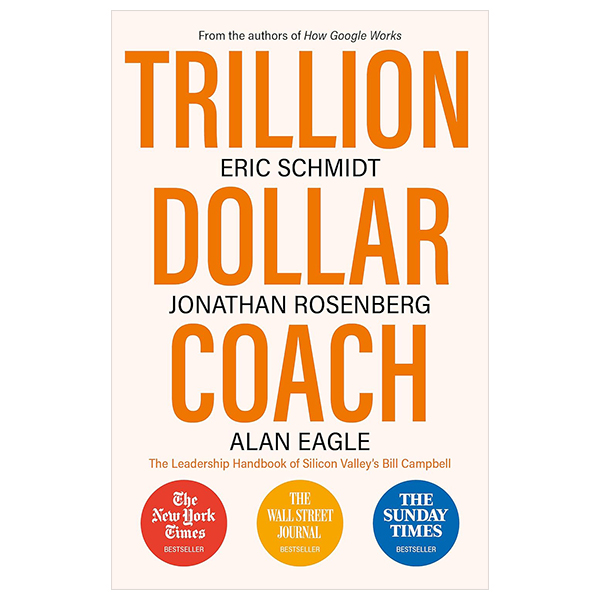 From the authors of How Google Works
TRILLION
ERIC SCHMIDT
DOLLAR
JONATHAN ROSENBERG
COACH
ALAN EAGLE
The Leadership Handbook of Silicon Valley's Bill Campbell
The
New York
Times
BESTSELLER
THE
WALL STREET
JOURNAL
BESTSELLER
THE
SUNDAY
TIMES
BESTSELLER